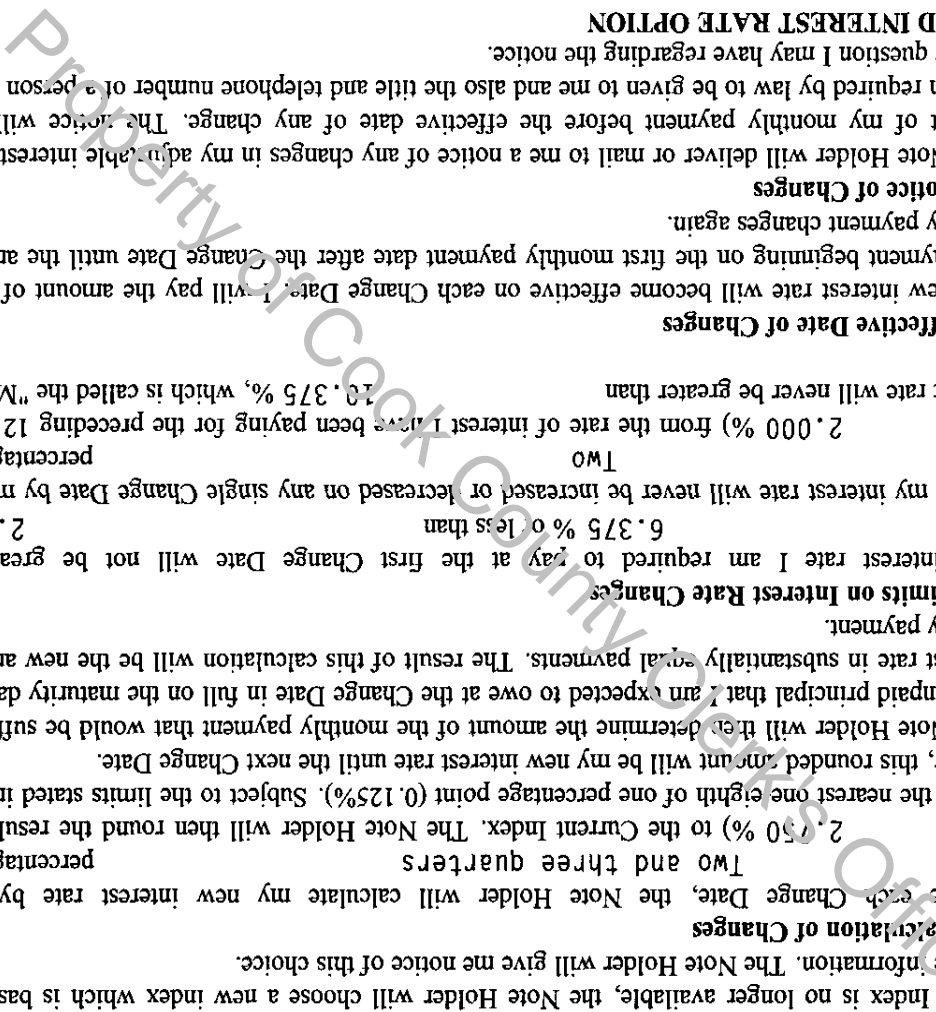 Index is no longer available, the Note Holder will choose a new index which is bas
information. The Note Holder will give me notice of this choice.
alculation of Changes
e each Change Date, the Note Holder will calculate my new interest rate by
Two and three quarters percentag
2.750 %) to the Current Index. The Note Holder will then round the resul
the nearest one eighth of one percentage point (0.125%). Subject to the limits stated in
, this rounded amount will be my new interest rate until the next Change Date.
Note Holder will then determine the amount of the monthly payment that would be suff
npaid principal that I am expected to owe at the Change Date in full on the maturity da
st rate in substantially equal payments. The result of this calculation will be the new am
y payment.
imits on Interest Rate Changes
interest rate I am required to pay at the first Change Date will not be grea
6.375 % or less than 2.
my interest rate will never be increased or decreased on any single Change Date by m
Two percentag
2.000 %) from the rate of interest I have been paying for the preceding 12
t rate will never be greater than 10.375 %, which is called the "M
ffective Date of Changes
ew interest rate will become effective on each Change Date. I will pay the amount of
ayment beginning on the first monthly payment date after the Change Date until the am
y payment changes again.
otice of Changes
Note Holder will deliver or mail to me a notice of any changes in my adjustable interest
t of my monthly payment before the effective date of any change. The notice will
n required by law to be given to me and also the title and telephone number of a person
question I may have regarding the notice.
D INTEREST RATE OPTION
Property of Cook County Clerk's Office